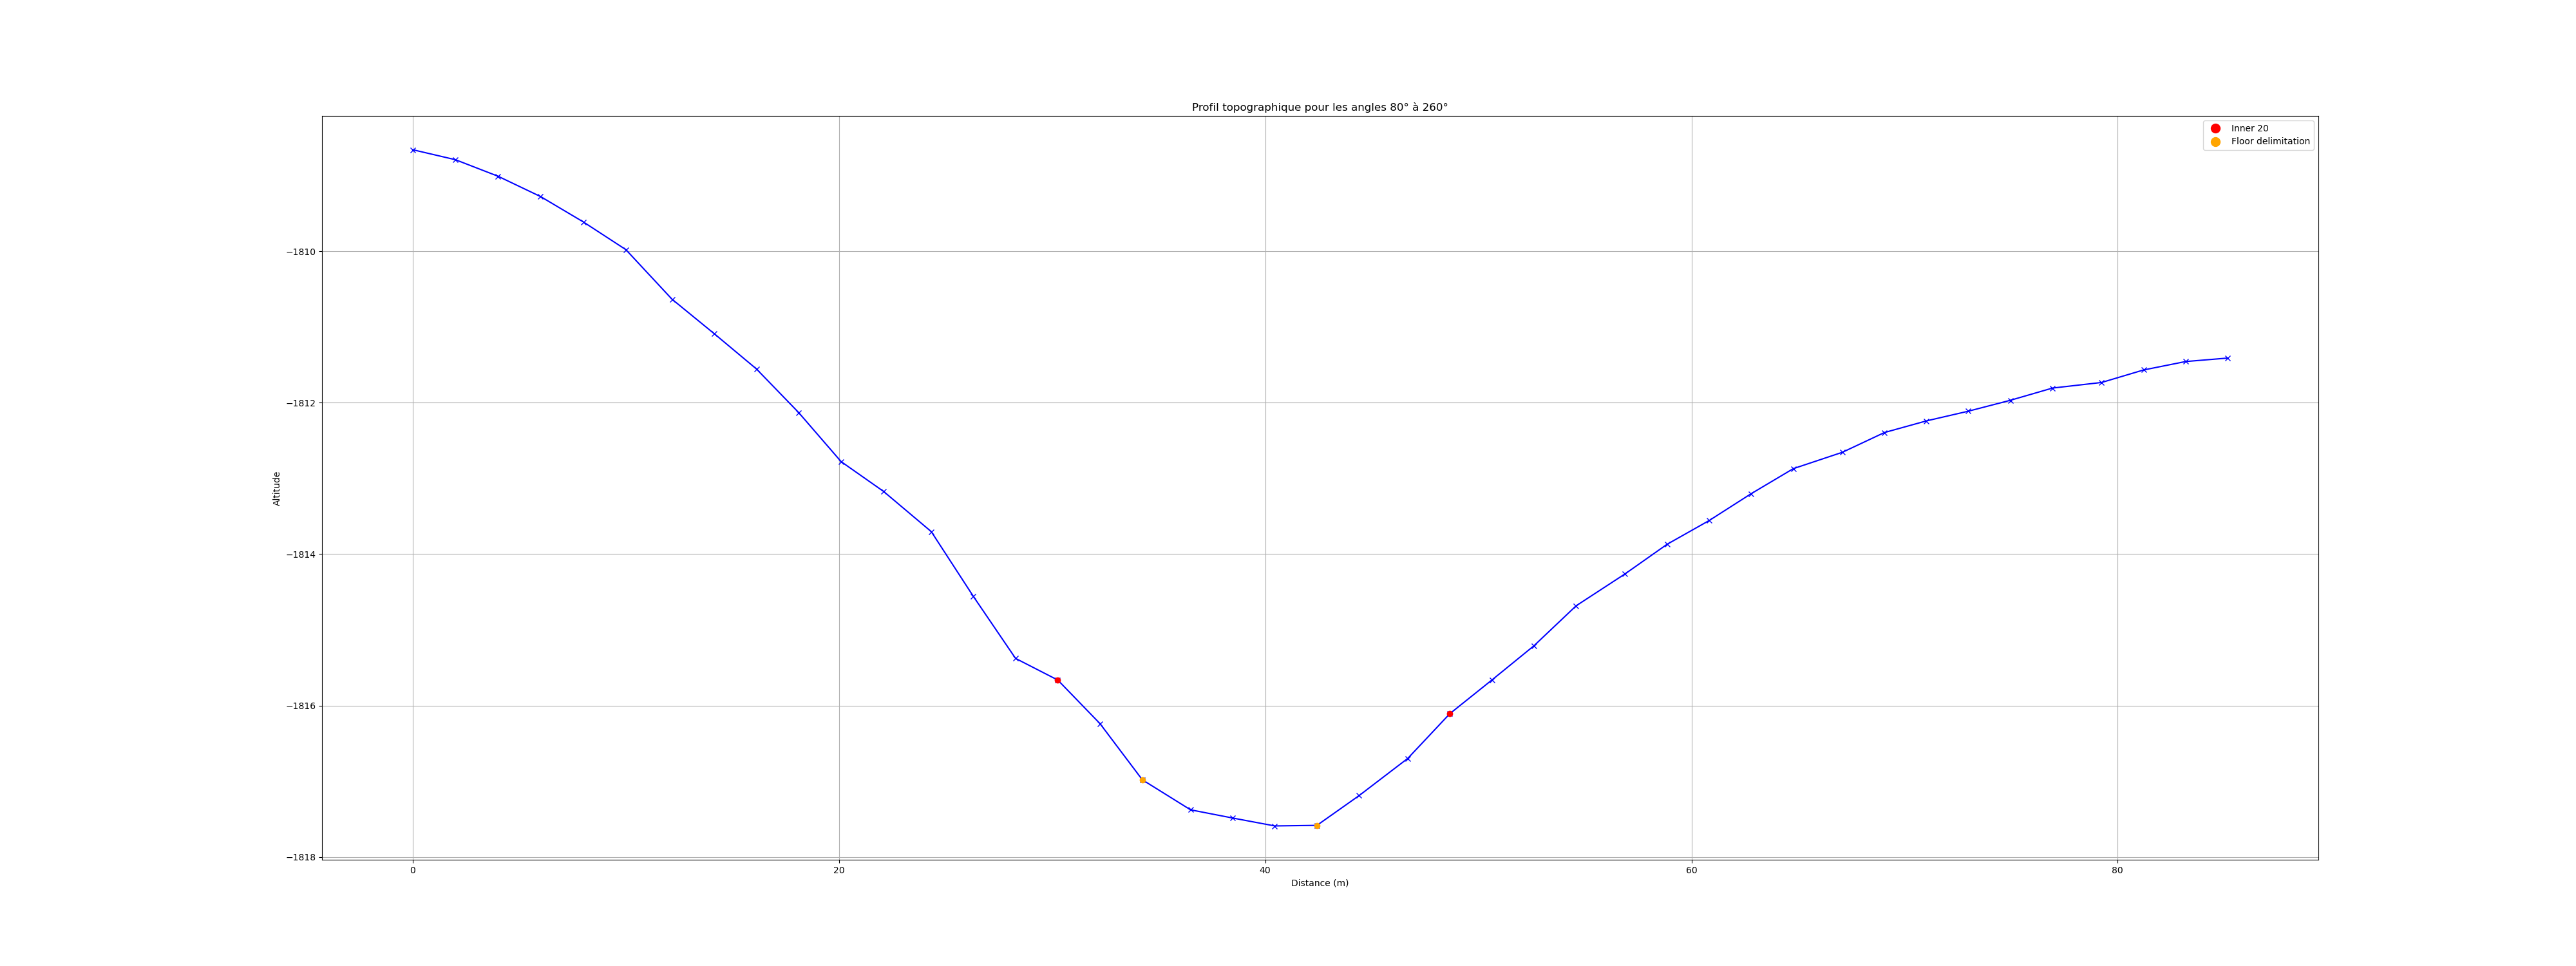 Profil topographique pour les angles 80° à 260°
Inner 20
Floor delimitation
−1810
−1812
−1814
−1816
−1818
Altitude
0 20 40 60 80
Distance (m)